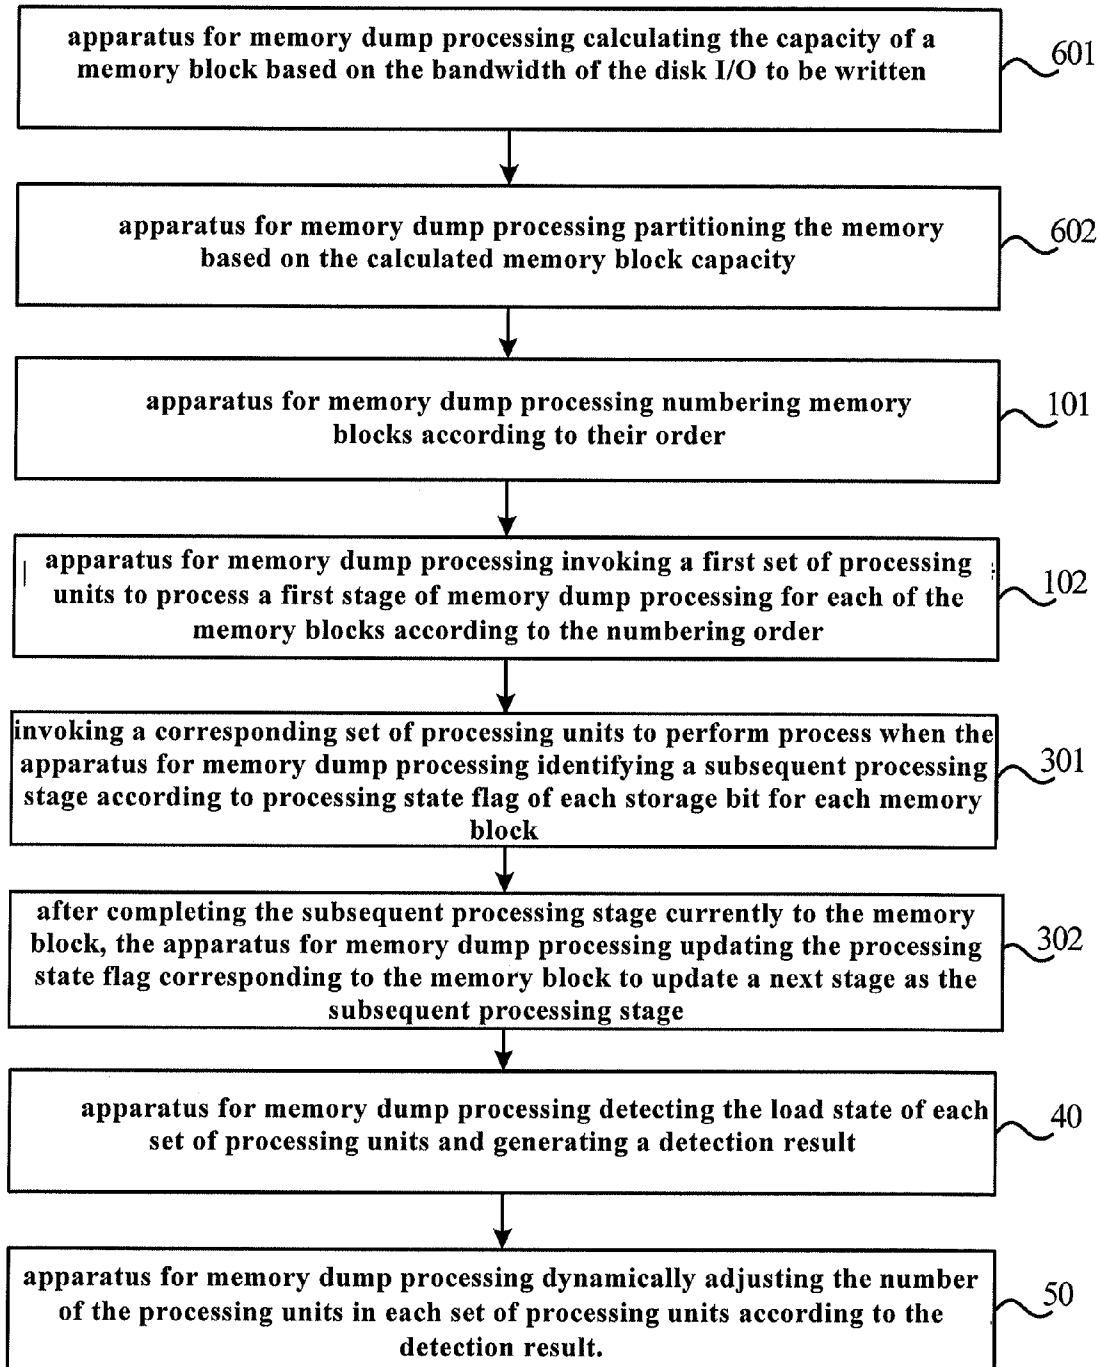 apparatus for memory dump processing calculating the capacity of a
memory block based on the bandwidth of the disk I/O to be written
601
apparatus for memory dump processing partitioning the memory
based on the calculated memory block capacity
602
apparatus for memory dump processing numbering memory
blocks according to their order
101
apparatus for memory dump processing invoking a first set of processing
units to process a first stage of memory dump processing for each of the
memory blocks according to the numbering order
102
invoking a corresponding set of processing units to perform process when the
apparatus for memory dump processing identifying a subsequent processing
stage according to processing state flag of each storage bit for each memory
block
301
after completing the subsequent processing stage currently to the memory
block, the apparatus for memory dump processing updating the processing
state flag corresponding to the memory block to update a next stage as the
subsequent processing stage
302
apparatus for memory dump processing detecting the load state of each
set of processing units and generating a detection result
40
apparatus for memory dump processing dynamically adjusting the number
of the processing units in each set of processing units according to the
detection result.
50